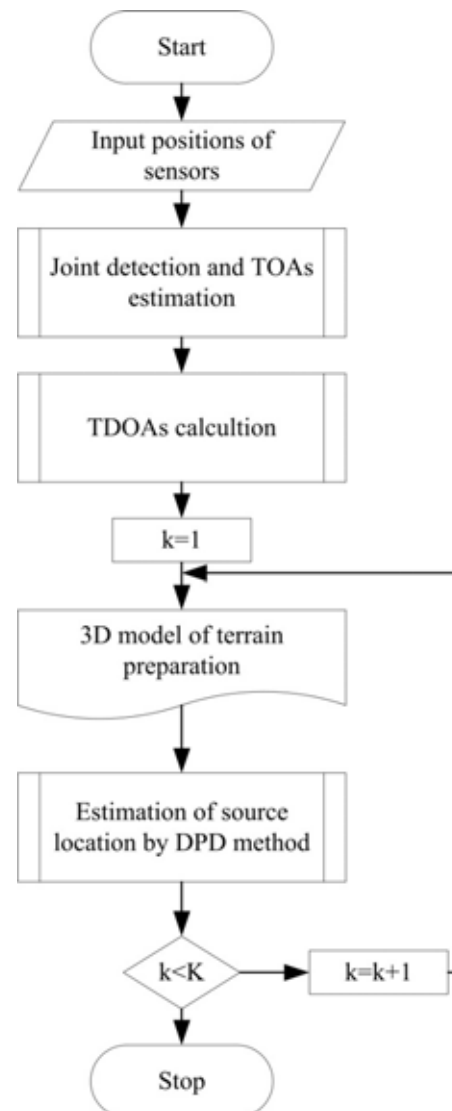 Start
Input positions of
sensors
Joint detection and TOAs
estimation
TDOAs calcultion
k=1
3D model of terrain
preparation
Estimation of source
location by DPD method
k<K
k=k+1
Stop